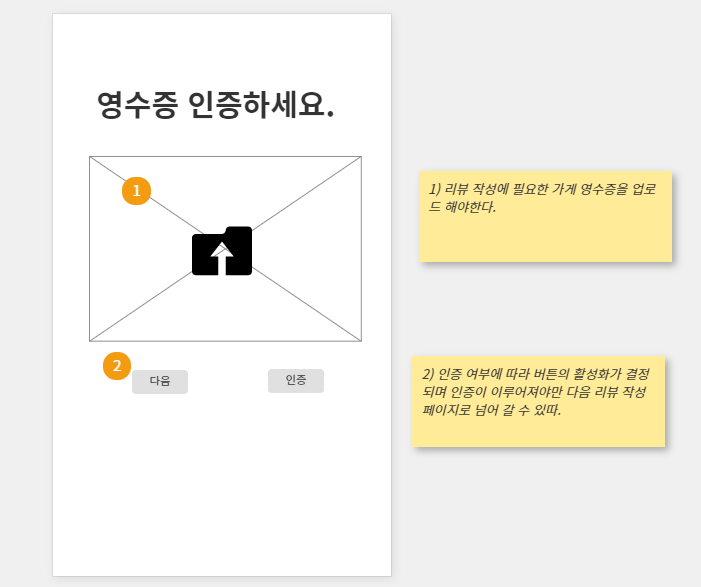 영수증 인증하세요.
1
1) 리뷰 작성에 필요한 가게 영수증을 업로
드 해야한다.
2
다음
인증
2) 인증 여부에 따라 버튼의 활성화가 결정
되며 인증이 이루어져야만 다음 리뷰 작성
페이지로 넘어 갈 수 있따.